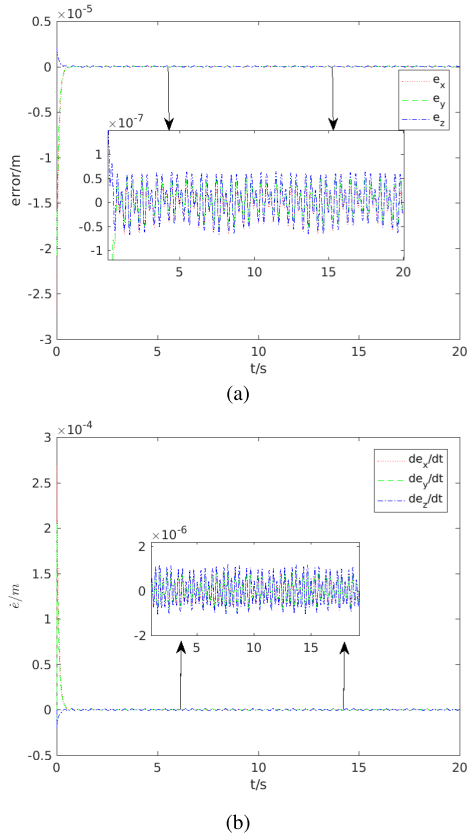 ×10⁻⁵
0.5
0
-0.5
-1
-1.5
-2
-2.5
-3
error/m
e_x
e_y
e_z
×10⁻⁷
1
0.5
0
-0.5
-1
5 10 15 20
0 5 10 15 20
t/s
(a)
×10⁻⁴
3
2.5
2
1.5
1
0.5
0
-0.5
ė/m
de_x/dt
de_y/dt
de_z/dt
×10⁻⁶
2
0
-2
5 10 15
0 5 10 15 20
t/s
(b)